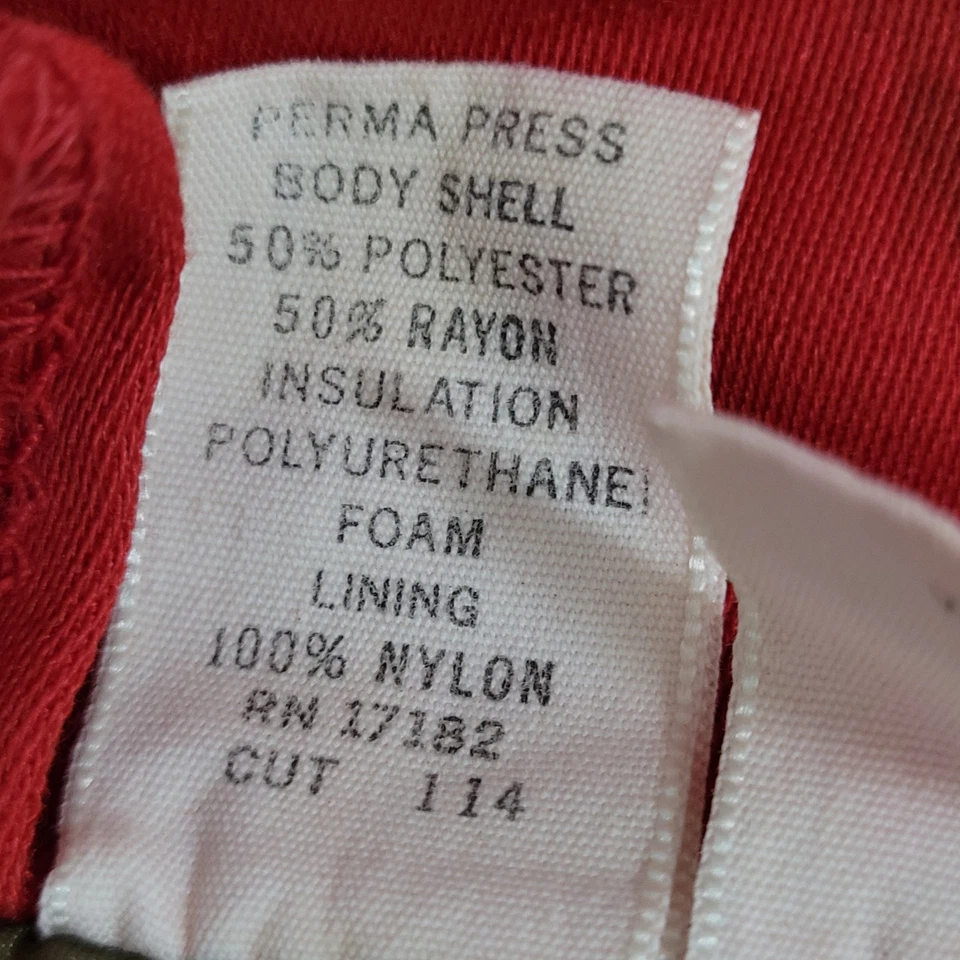 PERMA PRESS
BODY SHELL
50% POLYESTER
50% RAYON
INSULATION
POLYURETHANE
FOAM
LINING
100% NYLON
RN 17182
CUT 114